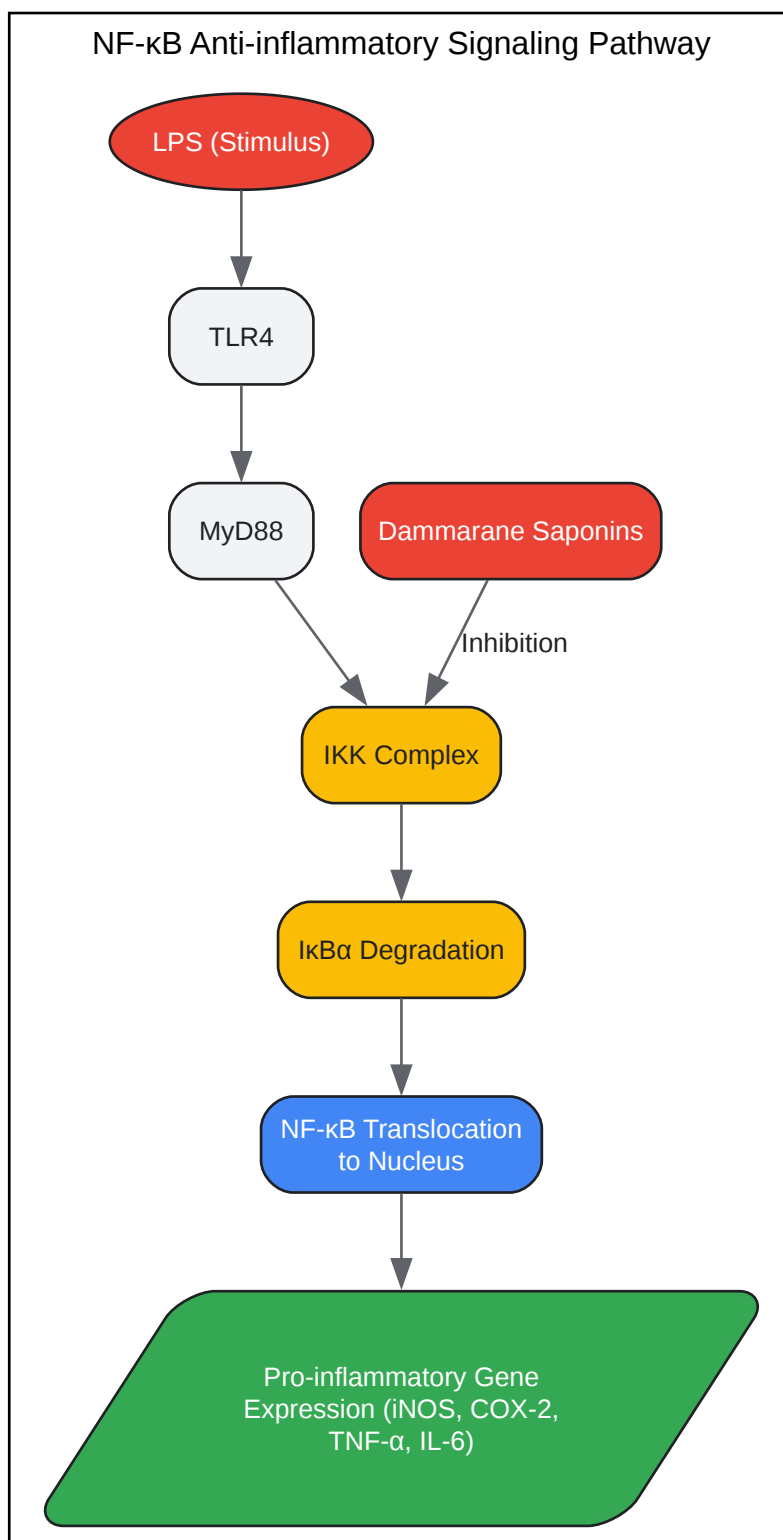 NF-κB Anti-inflammatory Signaling Pathway
LPS (Stimulus)
TLR4
MyD88
Dammarane Saponins
Inhibition
IKK Complex
IκBα Degradation
NF-κB Translocation
to Nucleus
Pro-inflammatory Gene
Expression (iNOS, COX-2,
TNF-α, IL-6)